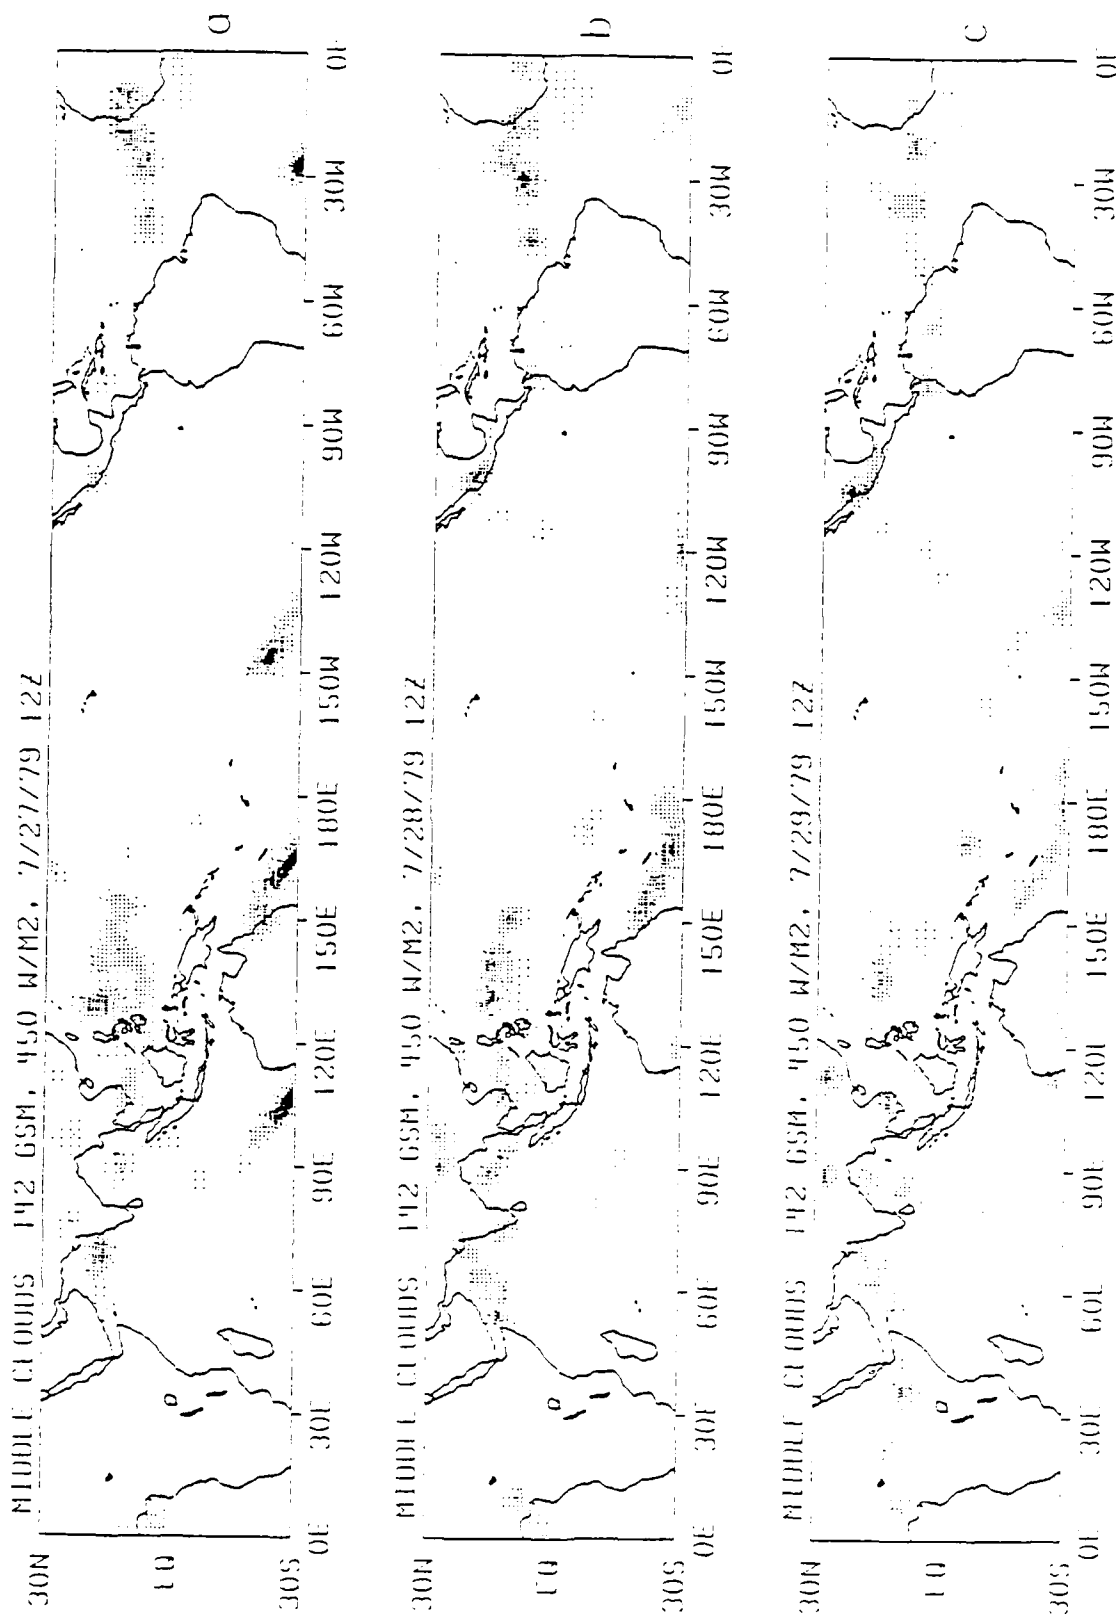 MIDDLE CLOUDS 142 GSM, 450 W/M2, 7/27/79 12Z
a
30N
EQ
30S
0E 30E 60E 90E 120E 150E 180E 150W 120W 90W 60W 30W 0E
MIDDLE CLOUDS 142 GSM, 450 W/M2, 7/28/79 12Z
b
30N
EQ
30S
0E 30E 60E 90E 120E 150E 180E 150W 120W 90W 60W 30W 0E
MIDDLE CLOUDS 142 GSM, 450 W/M2, 7/29/79 12Z
c
30N
EQ
30S
0E 30E 60E 90E 120E 150E 180E 150W 120W 90W 60W 30W 0E